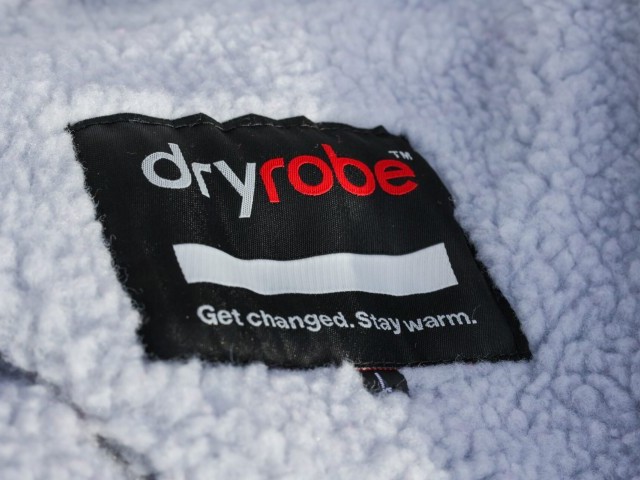 dryrobe™
Get changed. Stay warm.